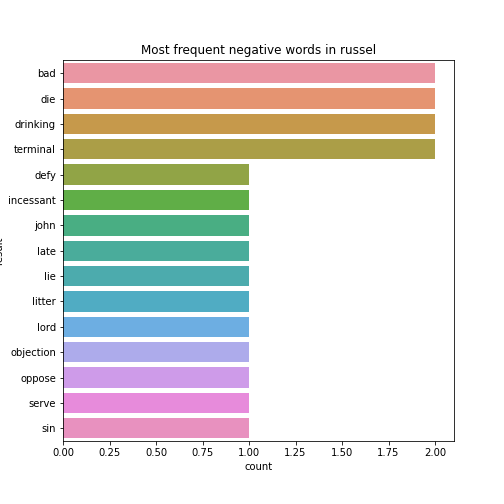 Most frequent negative words in russel
bad
die
drinking
terminal
defy
incessant
john
late
lie
litter
lord
objection
oppose
serve
sin
0.00 0.25 0.50 0.75 1.00 1.25 1.50 1.75 2.00
count